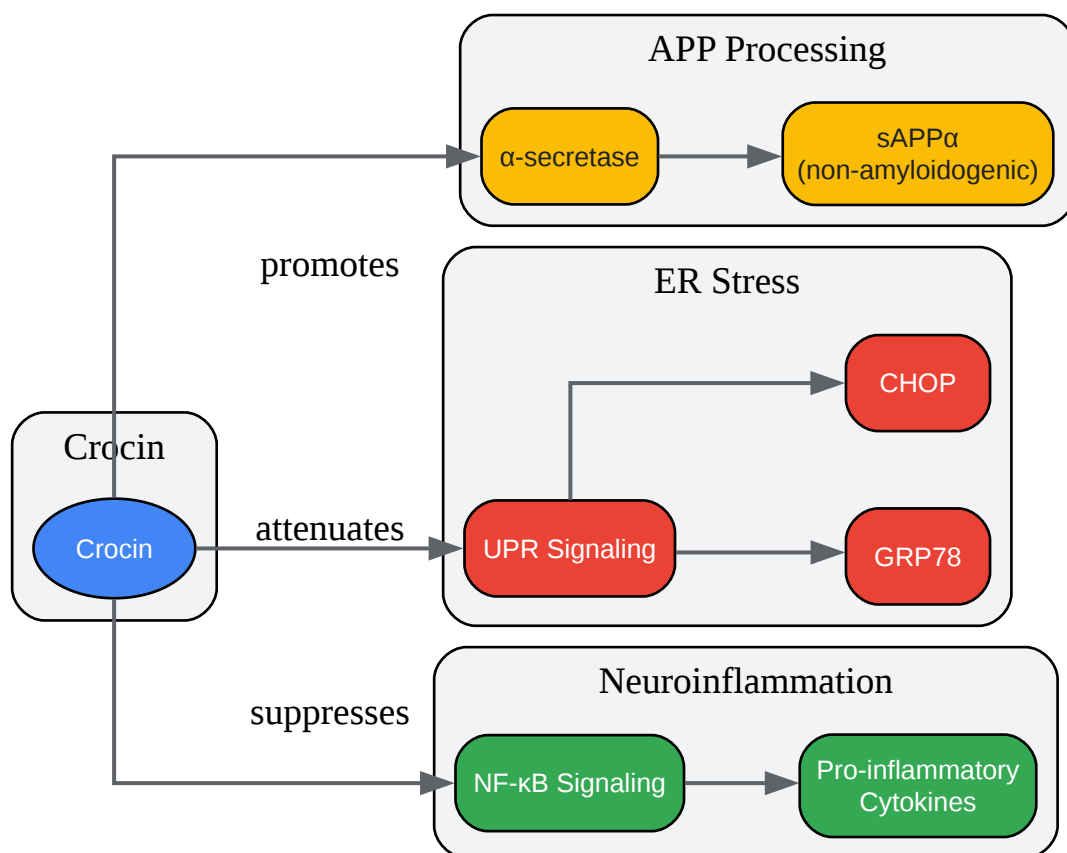 APP Processing
α-secretase
sAPPα
(non-amyloidogenic)
promotes
ER Stress
CHOP
Crocin
Crocin
attenuates
UPR Signaling
GRP78
Neuroinflammation
suppresses
NF-κB Signaling
Pro-inflammatory
Cytokines